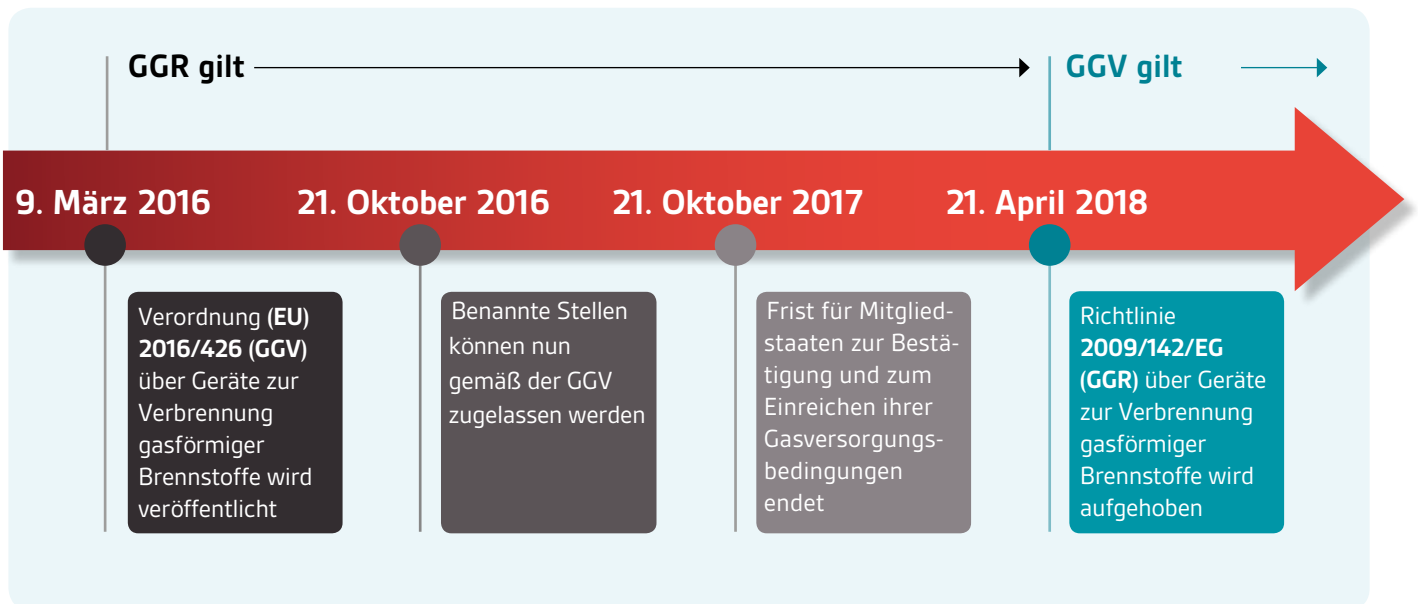 GGR gilt
GGV gilt
9. März 2016
21. Oktober 2016
21. Oktober 2017
21. April 2018
Verordnung (EU)
2016/426 (GGV)
über Geräte zur
Verbrennung
gasförmiger
Brennstoffe wird
veröffentlicht
Benannte Stellen
können nun
gemäß der GGV
zugelassen werden
Frist für Mitglied-
staaten zur Bestä-
tigung und zum
Einreichen ihrer
Gasversorgungs-
bedingungen
endet
Richtlinie
2009/142/EG
(GGR) über Geräte
zur Verbrennung
gasförmiger
Brennstoffe wird
aufgehoben